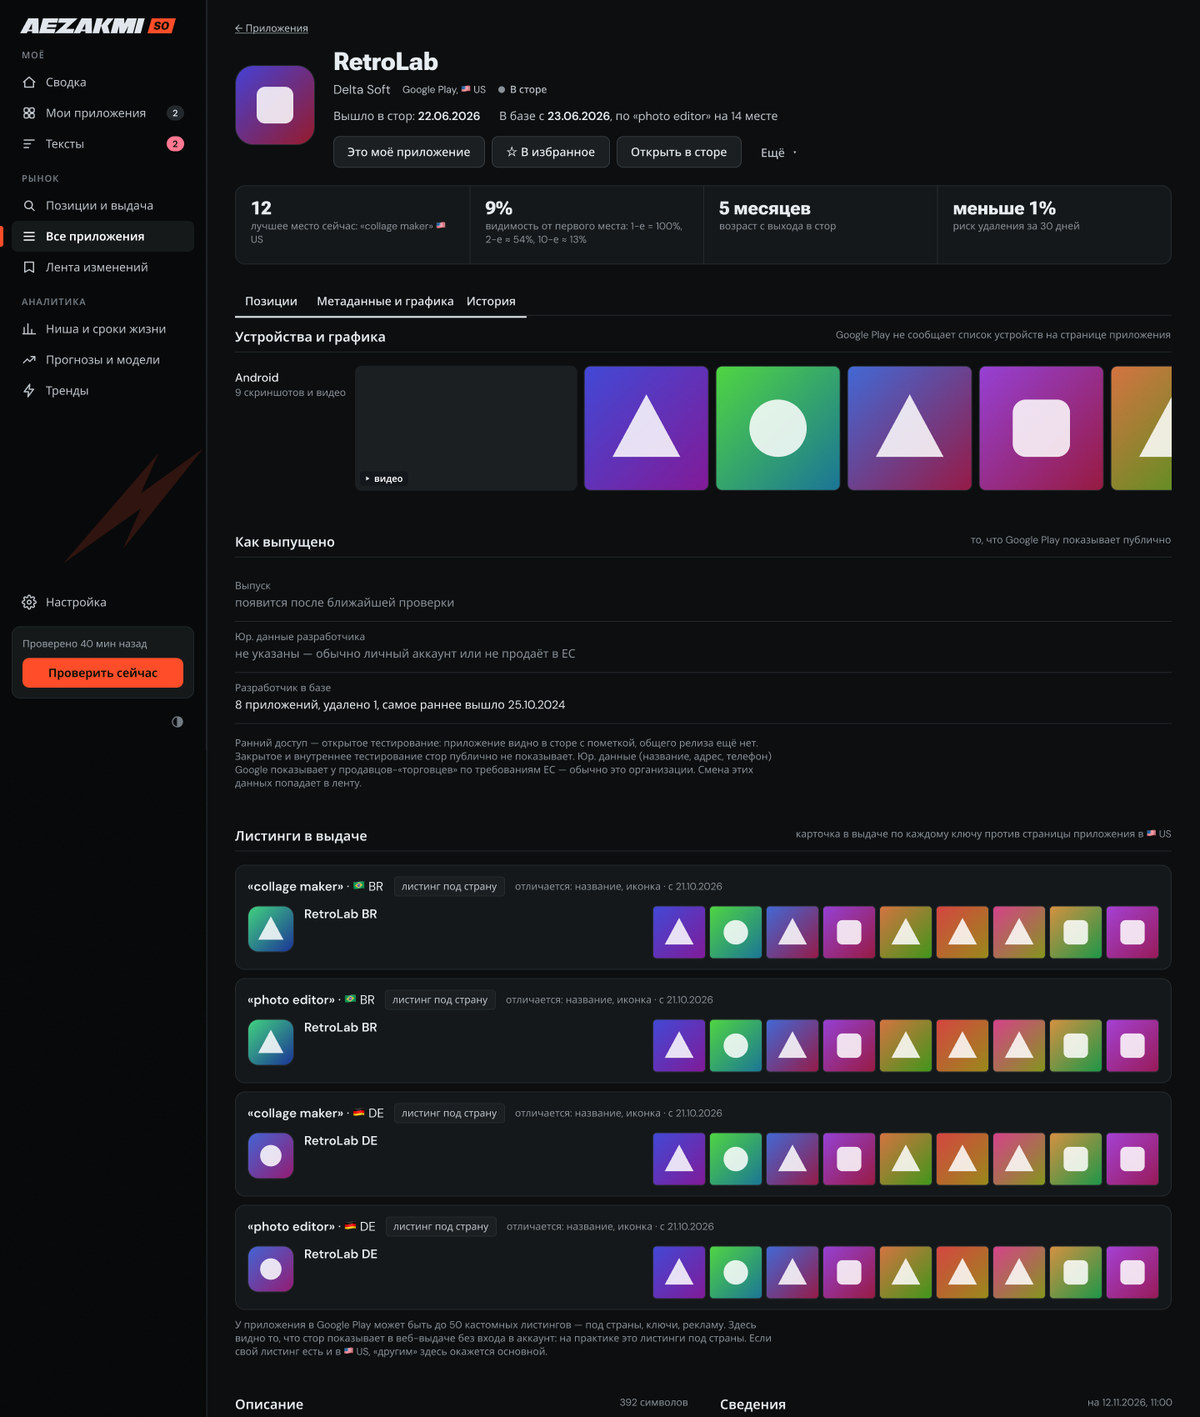 AEZAKMI SO
МОЁ
Сводка
Мои приложения 2
Тексты 2
РЫНОК
Позиции и выдача
Все приложения
Лента изменений
АНАЛИТИКА
Ниша и сроки жизни
Прогнозы и модели
Тренды
Настройка
Проверено 40 мин назад
Проверить сейчас
← Приложения
RetroLab
Delta Soft Google Play, 🇺🇸 US ● В сторе
Вышло в стор: 22.06.2026 В базе с 23.06.2026, по «photo editor» на 14 месте
Это моё приложение ☆ В избранное Открыть в сторе Ещё
12
лучшее место сейчас: «collage maker» 🇺🇸
US
9%
видимость от первого места: 1-е = 100%,
2-е = 54%, 10-е = 13%
5 месяцев
возраст с выхода в стор
меньше 1%
риск удаления за 30 дней
Позиции Метаданные и графика История
Устройства и графика Google Play не сообщает список устройств на странице приложения
Android
9 скриншотов и видео
видео
Как выпущено то, что Google Play показывает публично
Выпуск
появится после ближайшей проверки
Юр. данные разработчика
не указаны — обычно личный аккаунт или не продаёт в ЕС
Разработчик в базе
8 приложений, удалено 1, самое раннее вышло 25.10.2024
Ранний доступ — открытое тестирование: приложение видно в сторе с пометкой, общего релиза ещё нет.
Закрытое и внутреннее тестирование стор публично не показывает. Юр. данные (название, адрес, телефон)
Google показывает у продавцов-«торговцев» по требованиям ЕС — обычно это организации. Смена этих
данных попадает в ленту.
Листинги в выдаче карточка в выдаче по каждому ключу против страницы приложения в 🇺🇸 US
«collage maker» · 🇧🇷 BR листинг под страну отличается: название, иконка · с 21.10.2026
RetroLab BR
«photo editor» · 🇧🇷 BR листинг под страну отличается: название, иконка · с 21.10.2026
RetroLab BR
«collage maker» · 🇩🇪 DE листинг под страну отличается: название, иконка · с 21.10.2026
RetroLab DE
«photo editor» · 🇩🇪 DE листинг под страну отличается: название, иконка · с 21.10.2026
RetroLab DE
У приложения в Google Play может быть до 50 кастомных листингов — под страны, ключи, рекламу. Здесь
видно то, что стор показывает в веб-выдаче без входа в аккаунт: на практике это листинги под страны. Если
свой листинг есть и в 🇺🇸 US, «другим» здесь окажется основной.
Описание 392 символов
Сведения на 12.11.2026, 11:00